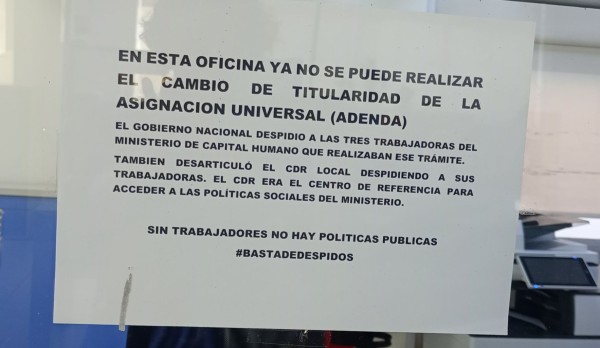 EN ESTA OFICINA YA NO SE PUEDE REALIZAR
EL CAMBIO DE TITULARIDAD DE LA
ASIGNACION UNIVERSAL (ADENDA)
EL GOBIERNO NACIONAL DESPIDIO A LAS TRES TRABAJADORAS DEL
MINISTERIO DE CAPITAL HUMANO QUE REALIZABAN ESE TRÁMITE.
TAMBIEN DESARTICULÓ EL CDR LOCAL DESPIDIENDO A SUS
TRABAJADORAS. EL CDR ERA EL CENTRO DE REFERENCIA PARA
ACCEDER A LAS POLÍTICAS SOCIALES DEL MINISTERIO.
SIN TRABAJADORES NO HAY POLITICAS PUBLICAS
#BASTADEDESPIDOS